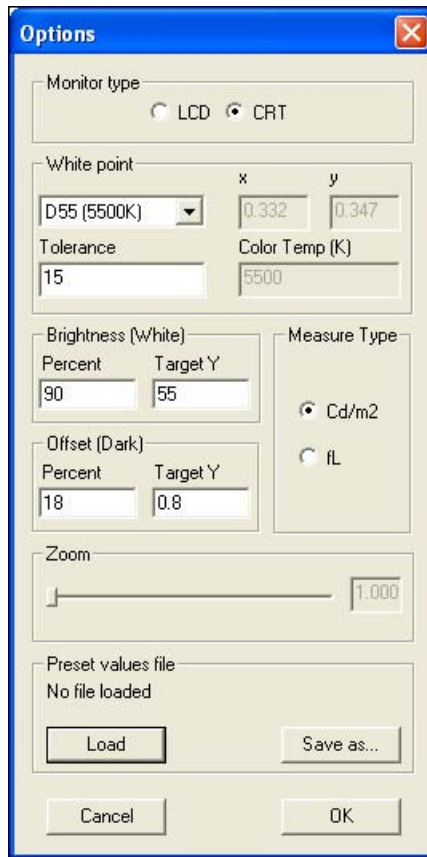 Options
Monitor type
LCD CRT
White point
x y
D55 (5500K) 0.332 0.347
Tolerance Color Temp (K)
15 5500
Brightness (White) Measure Type
Percent Target Y
90 55
Cd/m2
Offset (Dark)
fL
Percent Target Y
18 0.8
Zoom
1.000
Preset values file
No file loaded
Load Save as...
Cancel OK